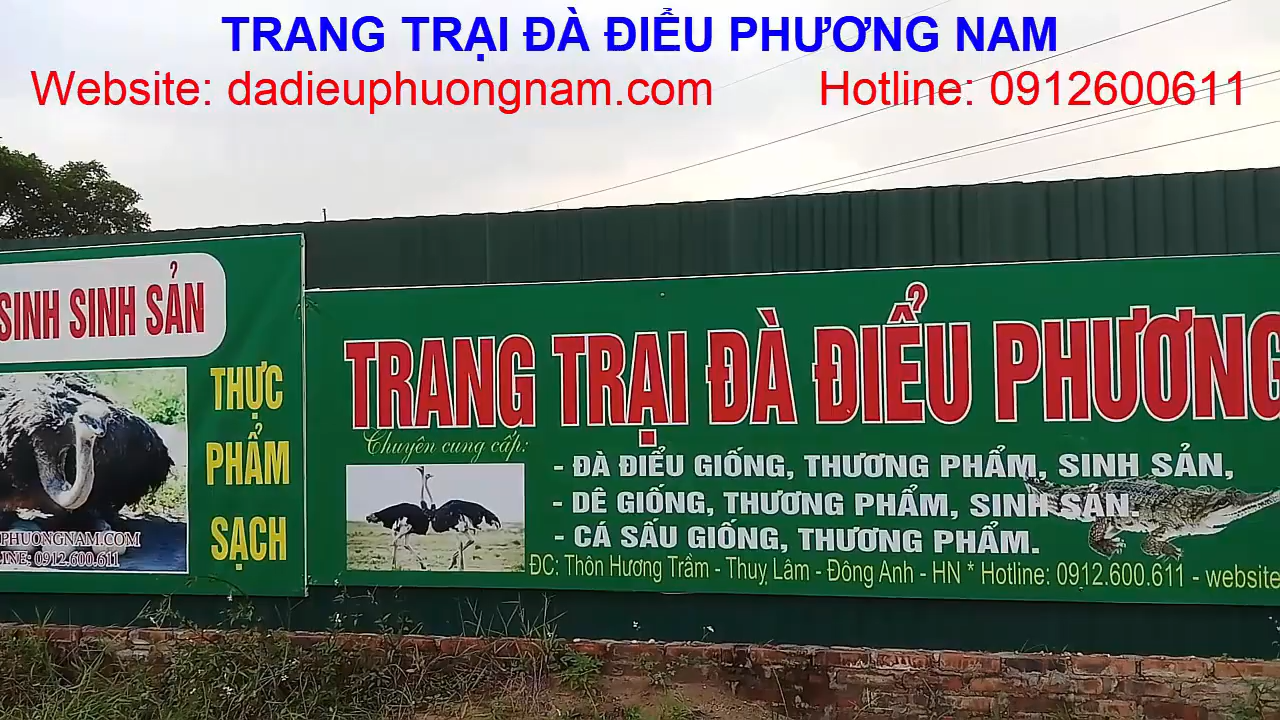 TRANG TRẠI ĐÀ ĐIỂU PHƯƠNG NAM
Website: dadieuphuongnam.com Hotline: 0912600611
SINH SINH SẢN
THỰC
PHẨM
SẠCH
PHUONGNAM.COM
LINE: 0912.600.611
TRANG TRẠI ĐÀ ĐIỂU PHƯƠNG
Chuyên cung cấp:
- ĐÀ ĐIỂU GIỐNG, THƯƠNG PHẨM, SINH SẢN,
- DÊ GIỐNG, THƯƠNG PHẨM, SINH SẢN.
- CÁ SẤU GIỐNG, THƯƠNG PHẨM.
ĐC: Thôn Hương Trầm - Thuỵ Lâm - Đông Anh - HN * Hotline: 0912.600.611 - website